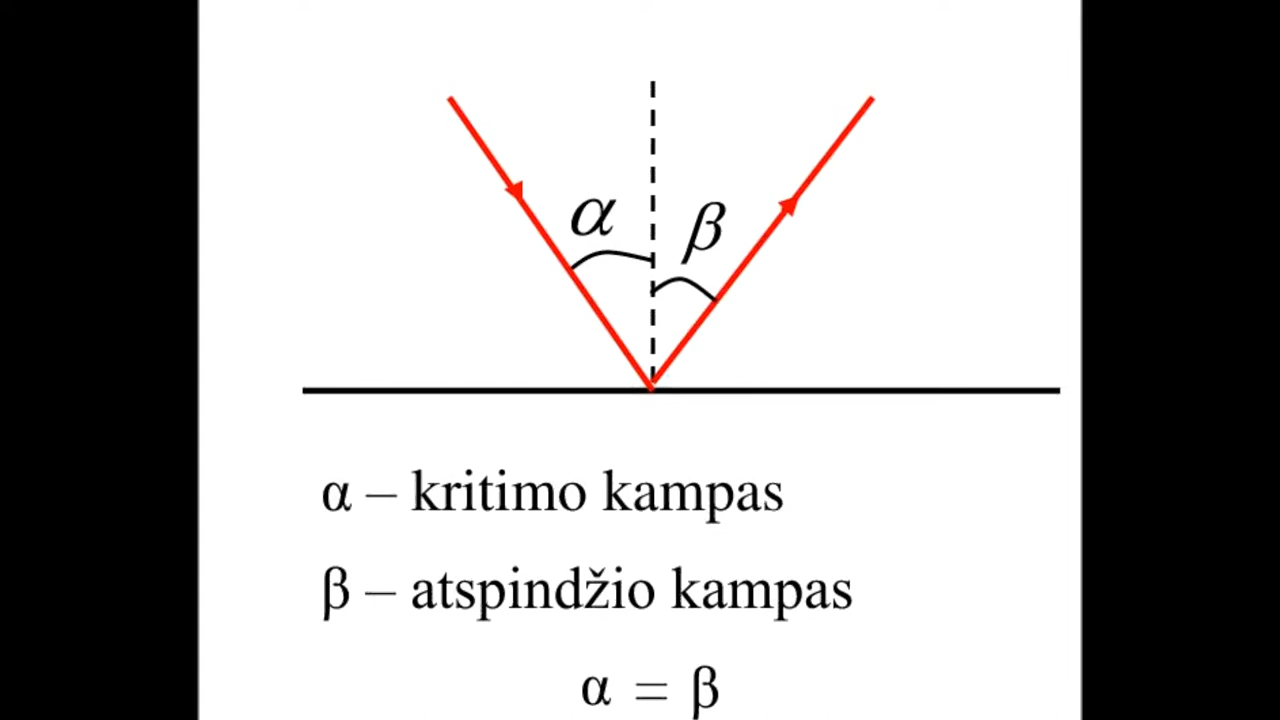 α β
α – kritimo kampas
β – atspindžio kampas
α = β